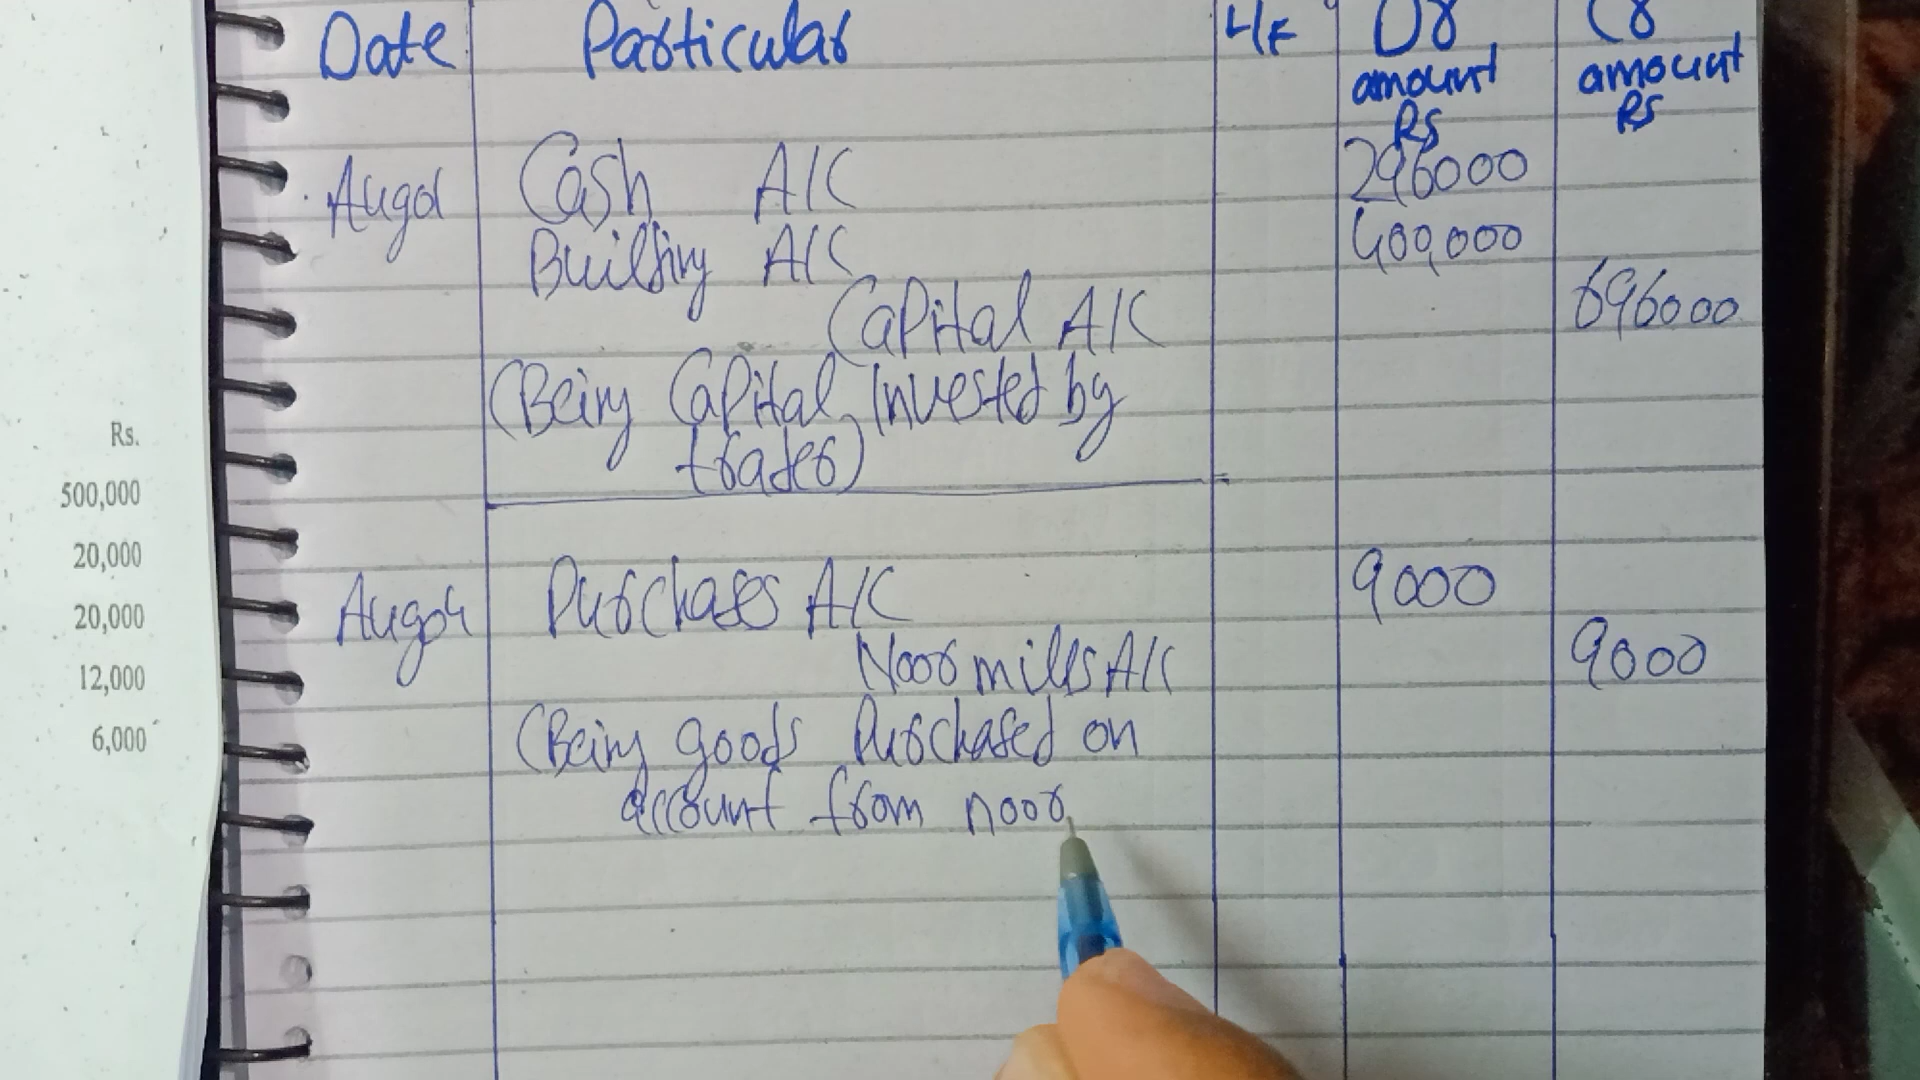 Date Particular L/F Dr Cr
amount amount
Rs Rs
Aug01 Cash A/C 296000
Building A/C 400,000
Capital A/C 696000
(Being Capital Invested by
trader)
Rs.
500,000
20,000
20,000
12,000
6,000
Aug04 Purchases A/C 9000
Noor mills A/C 9000
(Being goods Purchased on
account from noor